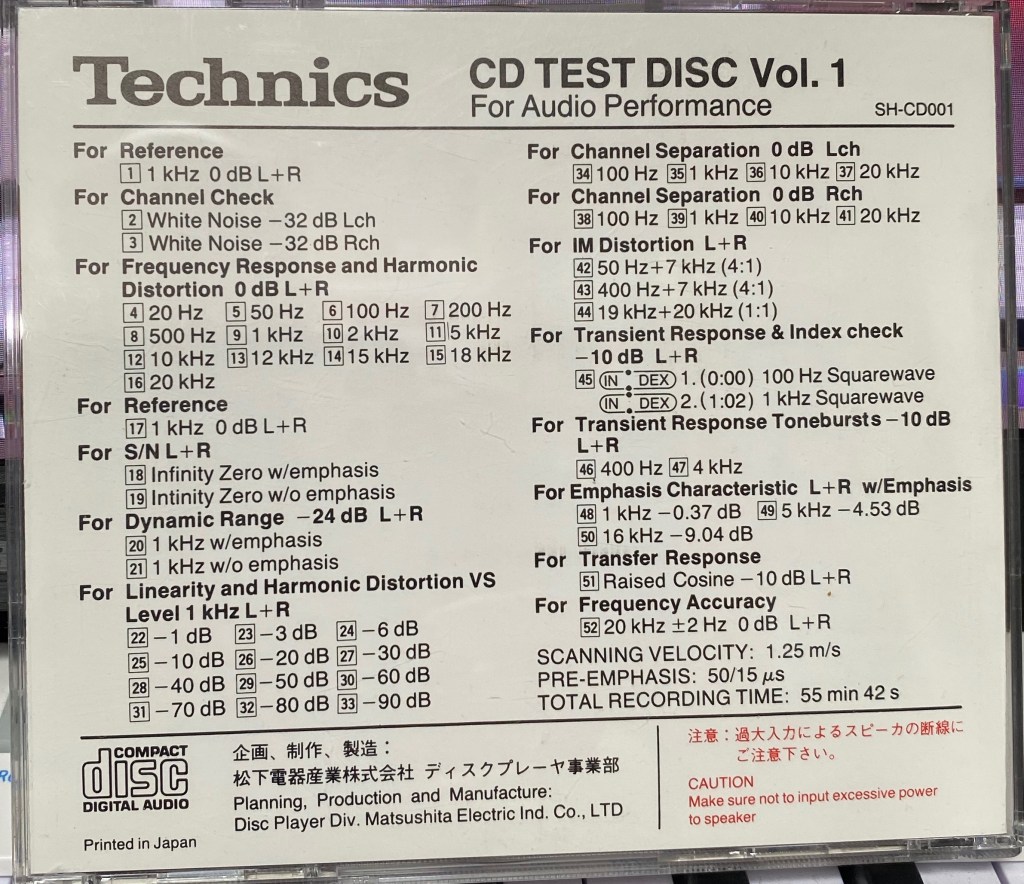 Technics
CD TEST DISC Vol. 1
For Audio Performance
SH-CD001
For Reference
1 1 kHz 0 dB L+R
For Channel Check
2 White Noise −32 dB Lch
3 White Noise −32 dB Rch
For Frequency Response and Harmonic
Distortion 0 dB L+R
4 20 Hz 5 50 Hz 6 100 Hz 7 200 Hz
8 500 Hz 9 1 kHz 10 2 kHz 11 5 kHz
12 10 kHz 13 12 kHz 14 15 kHz 15 18 kHz
16 20 kHz
For Reference
17 1 kHz 0 dB L+R
For S/N L+R
18 Infinity Zero w/emphasis
19 Intinity Zero w/o emphasis
For Dynamic Range −24 dB L+R
20 1 kHz w/emphasis
21 1 kHz w/o emphasis
For Linearity and Harmonic Distortion VS
Level 1 kHz L+R
22 −1 dB 23 −3 dB 24 −6 dB
25 −10 dB 26 −20 dB 27 −30 dB
28 −40 dB 29 −50 dB 30 −60 dB
31 −70 dB 32 −80 dB 33 −90 dB
For Channel Separation 0 dB Lch
34 100 Hz 35 1 kHz 36 10 kHz 37 20 kHz
For Channel Separation 0 dB Rch
38 100 Hz 39 1 kHz 40 10 kHz 41 20 kHz
For IM Distortion L+R
42 50 Hz+7 kHz (4:1)
43 400 Hz+7 kHz (4:1)
44 19 kHz+20 kHz (1:1)
For Transient Response & Index check
−10 dB L+R
45 IN DEX 1. (0:00) 100 Hz Squarewave
IN DEX 2. (1:02) 1 kHz Squarewave
For Transient Response Tonebursts −10 dB
L+R
46 400 Hz 47 4 kHz
For Emphasis Characteristic L+R w/Emphasis
48 1 kHz −0.37 dB 49 5 kHz −4.53 dB
50 16 kHz −9.04 dB
For Transfer Response
51 Raised Cosine −10 dB L+R
For Frequency Accuracy
52 20 kHz ±2 Hz 0 dB L+R
SCANNING VELOCITY: 1.25 m/s
PRE-EMPHASIS: 50/15 μs
TOTAL RECORDING TIME: 55 min 42 s
COMPACT
disc
DIGITAL AUDIO
Printed in Japan
企画、制作、製造：
松下電器産業株式会社 ディスクプレーヤ事業部
Planning, Production and Manufacture:
Disc Player Div. Matsushita Electric Ind. Co., LTD
注意：過大入力によるスピーカの断線に
ご注意下さい。
CAUTION
Make sure not to input excessive power
to speaker